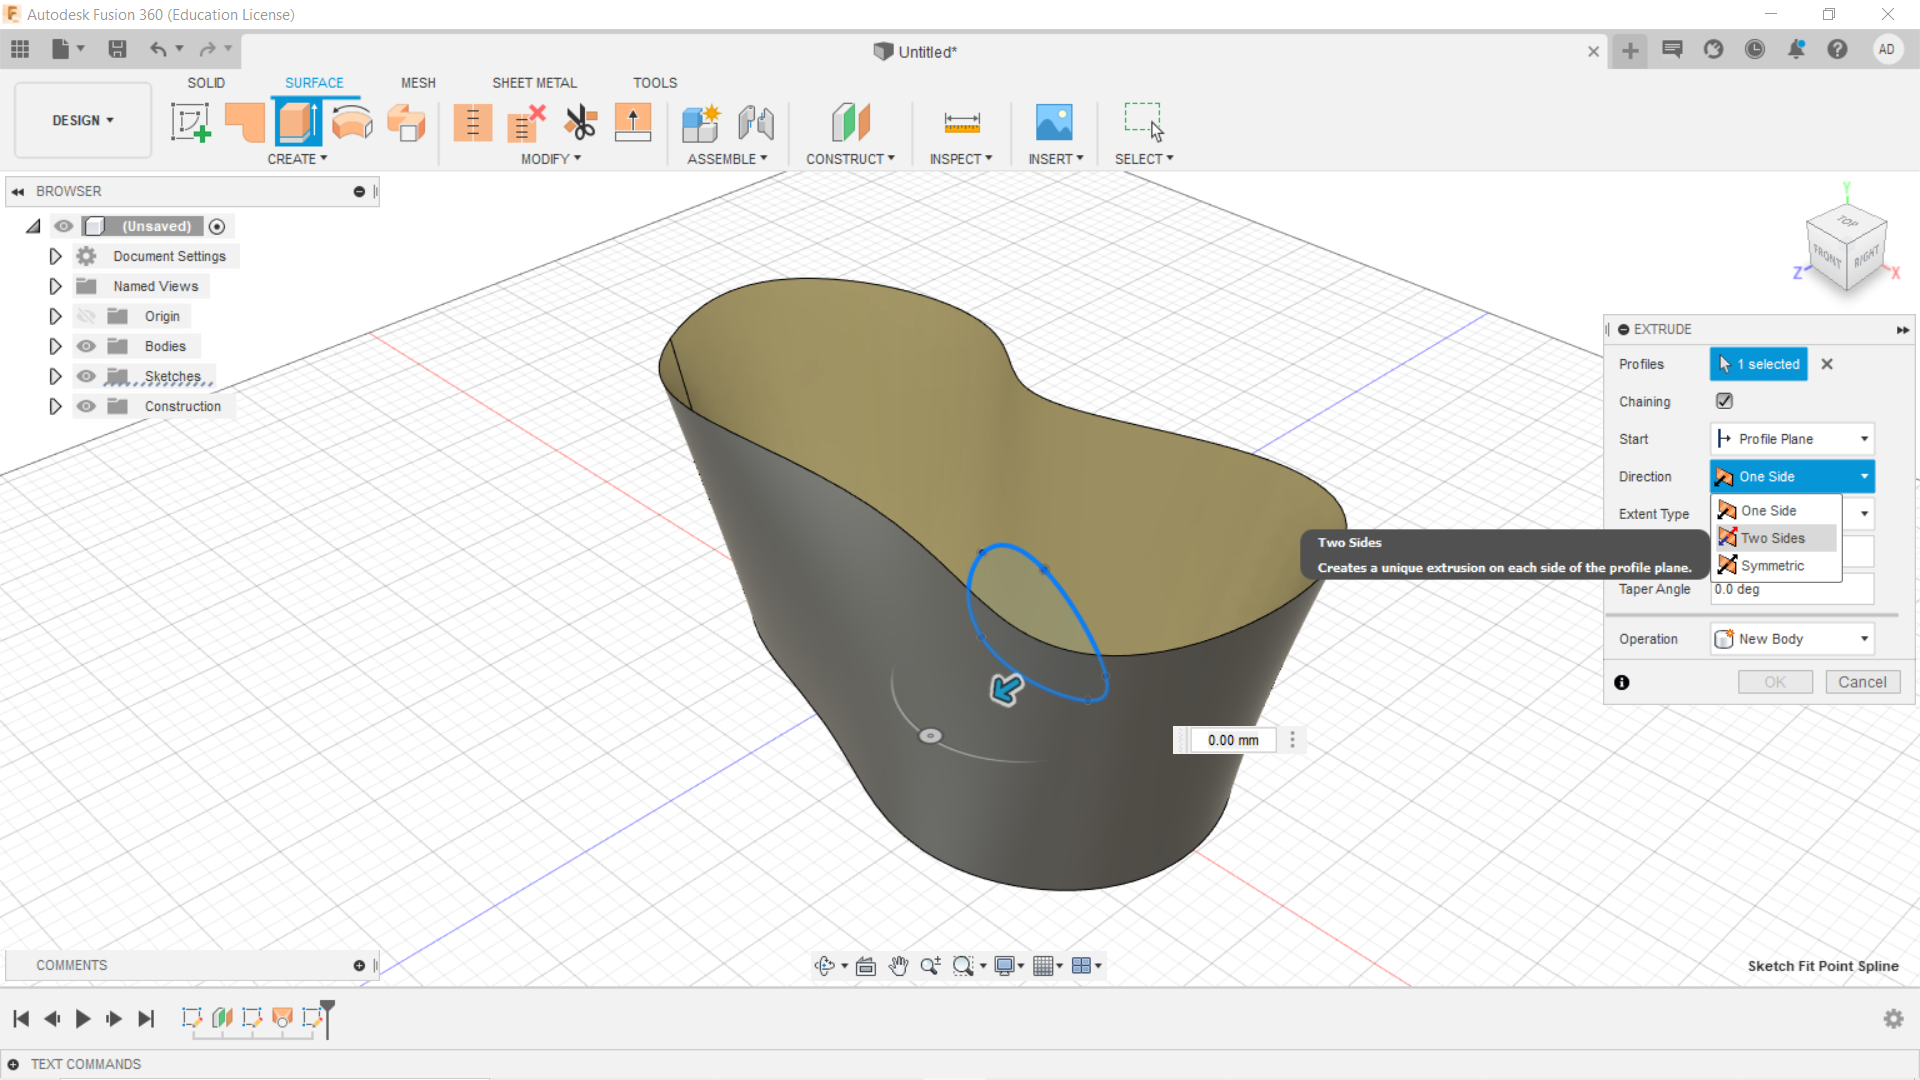 Autodesk Fusion 360 (Education License)
Untitled*
AD
DESIGN
SOLID
SURFACE
MESH
SHEET METAL
TOOLS
CREATE
MODIFY
ASSEMBLE
CONSTRUCT
INSPECT
INSERT
SELECT
BROWSER
(Unsaved)
Document Settings
Named Views
Origin
Bodies
Sketches
Construction
Y
TOP
FRONT
RIGHT
Z
X
EXTRUDE
Profiles
1 selected
Chaining
Start
Profile Plane
Direction
One Side
One Side
Extent Type
Two Sides
Symmetric
Two Sides
Creates a unique extrusion on each side of the profile plane.
Taper Angle
0.0 deg
Operation
New Body
OK
Cancel
0.00 mm
COMMENTS
Sketch Fit Point Spline
TEXT COMMANDS